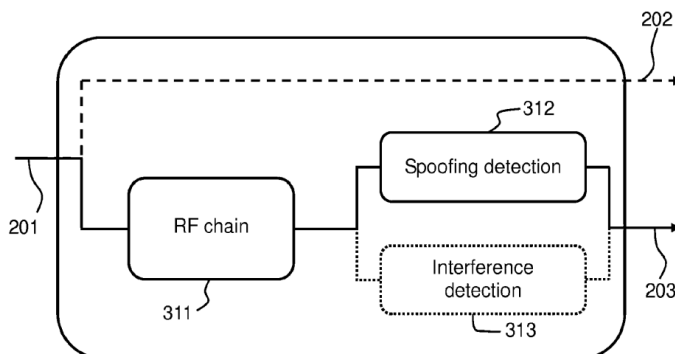 202
312
Spoofing detection
201
RF chain
311
Interference
detection
313
203